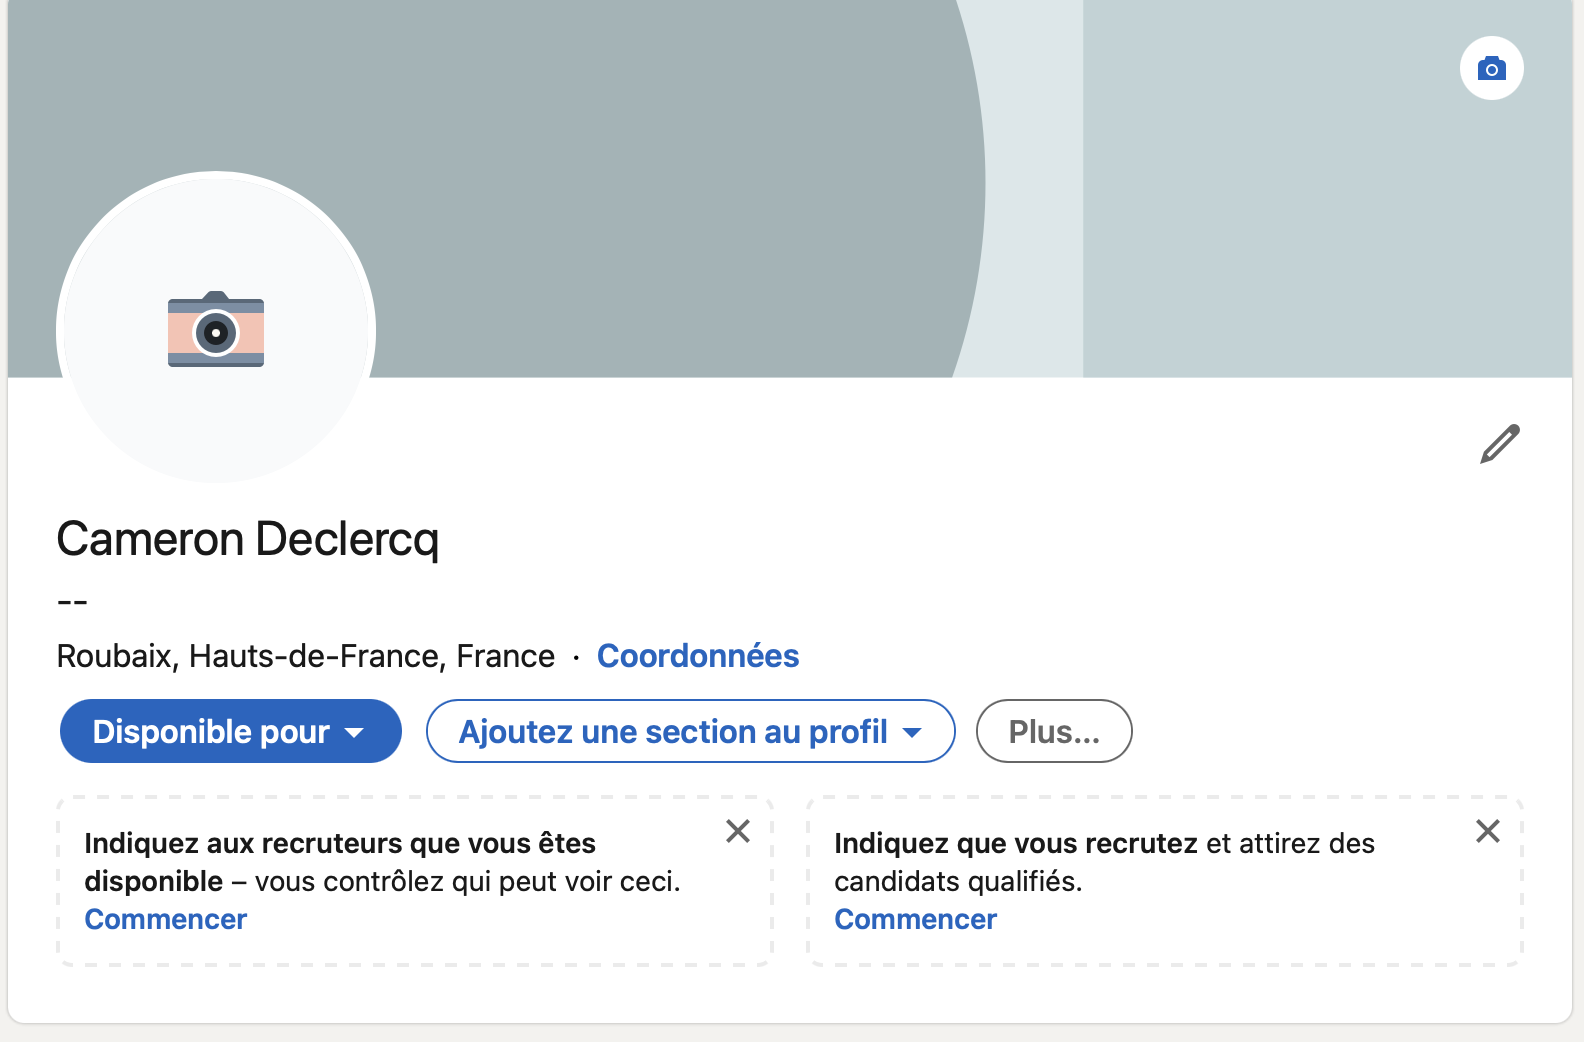 Cameron Declercq
--
Roubaix, Hauts-de-France, France · Coordonnées
Disponible pour
Ajoutez une section au profil
Plus...
Indiquez aux recruteurs que vous êtes
disponible – vous contrôlez qui peut voir ceci.
Commencer
Indiquez que vous recrutez et attirez des
candidats qualifiés.
Commencer